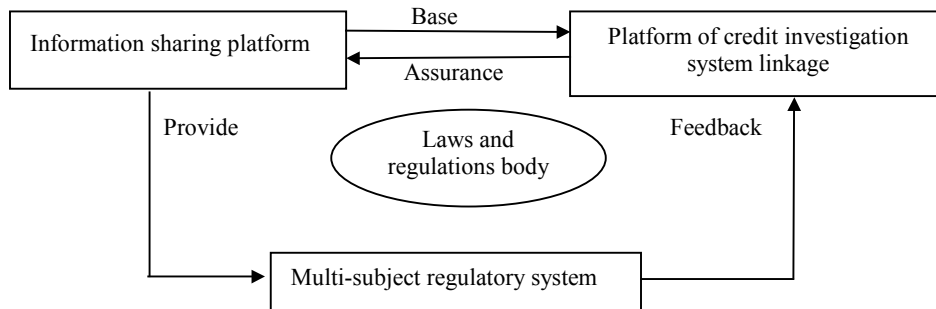 Base
Information sharing platform
Platform of credit investigation
system linkage
Assurance
Provide
Feedback
Laws and
regulations body
Multi-subject regulatory system